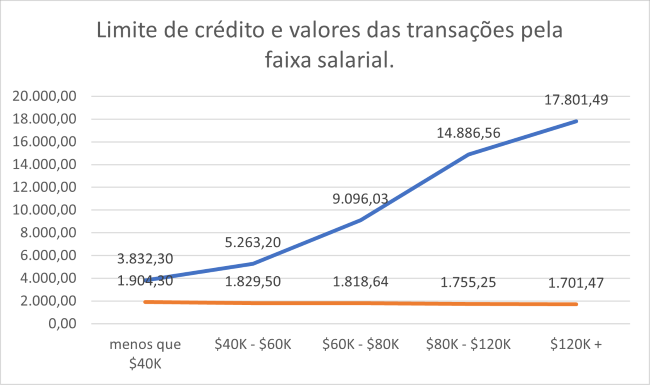 Limite de crédito e valores das transações pela
faixa salarial.
20.000,00
18.000,00
16.000,00
14.000,00
12.000,00
10.000,00
8.000,00
6.000,00
4.000,00
2.000,00
0,00
3.832,30
5.263,20
9.096,03
14.886,56
17.801,49
1.904,30
1.829,50
1.818,64
1.755,25
1.701,47
menos que
$40K
$40K - $60K
$60K - $80K
$80K - $120K
$120K +